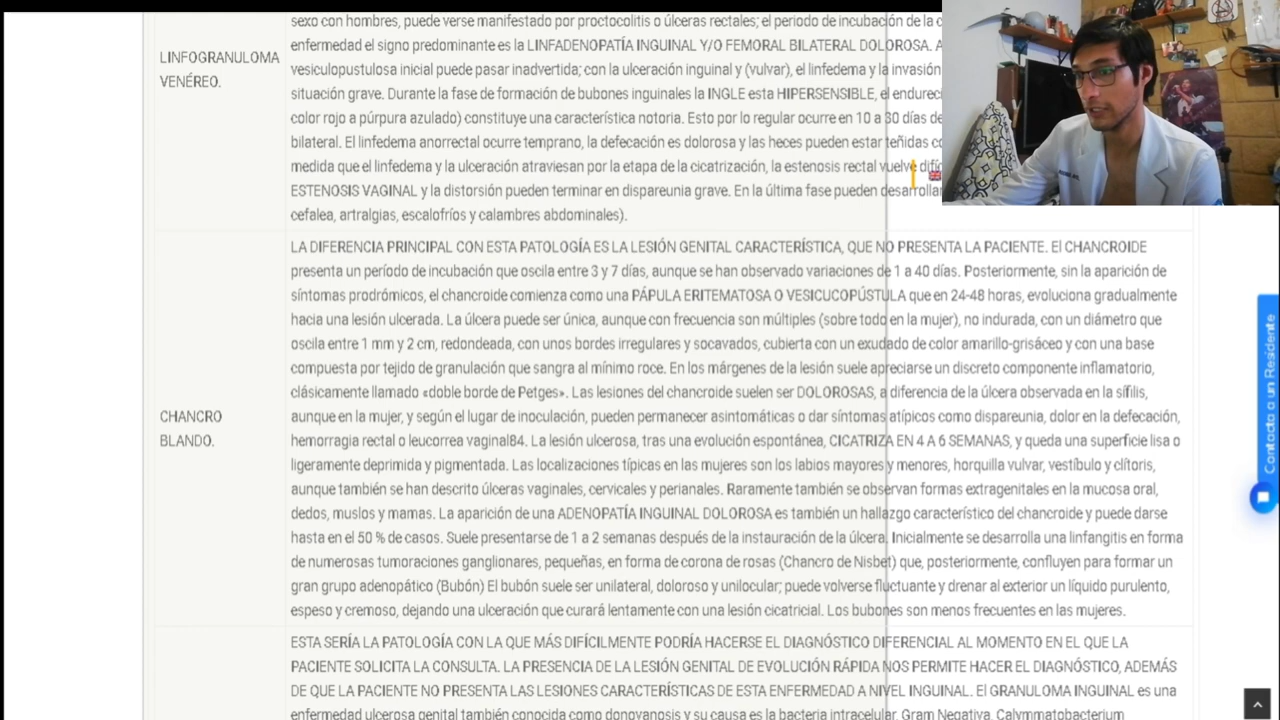 LINFOGRANULOMA
VENÉREO.
sexo con hombres, puede verse manifestado por proctocolitis o úlceras rectales; el periodo de incubación de la
enfermedad el signo predominante es la LINFADENOPATÍA INGUINAL Y/O FEMORAL BILATERAL DOLOROSA.
vesiculopustulosa inicial puede pasar inadvertida; con la ulceración inguinal y (vulvar), el linfedema y la invasión
situación grave. Durante la fase de formación de bubones inguinales la INGLE esta HIPERSENSIBLE, el
color rojo a púrpura azulado) constituye una característica notoria. Esto por lo regular ocurre en 10 a 30 días
bilateral. El linfedema anorrectal ocurre temprano, la defecación es dolorosa y las heces pueden estar teñidas
medida que el linfedema y la ulceración atraviesan por la etapa de la cicatrización, la estenosis rectal vuelve
ESTENOSIS VAGINAL y la distorsión pueden terminar en dispareunia grave. En la última fase pueden
cefalea, artralgias, escalofríos y calambres abdominales).
CHANCRO
BLANDO.
LA DIFERENCIA PRINCIPAL CON ESTA PATOLOGÍA ES LA LESIÓN GENITAL CARACTERÍSTICA, QUE NO PRESENTA LA PACIENTE. El CHANCROIDE
presenta un período de incubación que oscila entre 3 y 7 días, aunque se han observado variaciones de 1 a 40 días. Posteriormente, sin la aparición de
síntomas prodrómicos, el chancroide comienza como una PÁPULA ERITEMATOSA O VESICUCOPÚSTULA que en 24-48 horas, evoluciona gradualmente
hacia una lesión ulcerada. La úlcera puede ser única, aunque con frecuencia son múltiples (sobre todo en la mujer), no indurada, con un diámetro que
oscila entre 1 mm y 2 cm, redondeada, con unos bordes irregulares y socavados, cubierta con un exudado de color amarillo-grisáceo y con una base
compuesta por tejido de granulación que sangra al mínimo roce. En los márgenes de la lesión suele apreciarse un discreto componente inflamatorio,
clásicamente llamado «doble borde de Petges». Las lesiones del chancroide suelen ser DOLOROSAS, a diferencia de la úlcera observada en la sífilis,
aunque en la mujer, y según el lugar de inoculación, pueden permanecer asintomáticas o dar síntomas atípicos como dispareunia, dolor en la defecación,
hemorragia rectal o leucorrea vaginal84. La lesión ulcerosa, tras una evolución espontánea, CICATRIZA EN 4 A 6 SEMANAS, y queda una superficie lisa o
ligeramente deprimida y pigmentada. Las localizaciones típicas en las mujeres son los labios mayores y menores, horquilla vulvar, vestíbulo y clítoris,
aunque también se han descrito úlceras vaginales, cervicales y perianales. Raramente también se observan formas extragenitales en la mucosa oral,
dedos, muslos y mamas. La aparición de una ADENOPATÍA INGUINAL DOLOROSA es también un hallazgo característico del chancroide y puede darse
hasta en el 50 % de casos. Suele presentarse de 1 a 2 semanas después de la instauración de la úlcera. Inicialmente se desarrolla una linfangitis en forma
de numerosas tumoraciones ganglionares, pequeñas, en forma de corona de rosas (Chancro de Nisbet) que, posteriormente, confluyen para formar un
gran grupo adenopático (Bubón) El bubón suele ser unilateral, doloroso y unilocular; puede volverse fluctuante y drenar al exterior un líquido purulento,
espeso y cremoso, dejando una ulceración que curará lentamente con una lesión cicatricial. Los bubones son menos frecuentes en las mujeres.
ESTA SERÍA LA PATOLOGÍA CON LA QUE MÁS DIFÍCILMENTE PODRÍA HACERSE EL DIAGNÓSTICO DIFERENCIAL AL MOMENTO EN EL QUE LA
PACIENTE SOLICITA LA CONSULTA. LA PRESENCIA DE LA LESIÓN GENITAL DE EVOLUCIÓN RÁPIDA NOS PERMITE HACER EL DIAGNÓSTICO, ADEMÁS
DE QUE LA PACIENTE NO PRESENTA LAS LESIONES CARACTERÍSTICAS DE ESTA ENFERMEDAD A NIVEL INGUINAL. El GRANULOMA INGUINAL es una
enfermedad ulcerosa genital también conocida como donovanosis y su causa es la bacteria intracelular, Gram Negativa, Calymmatobacterium
Contacta a un Residente